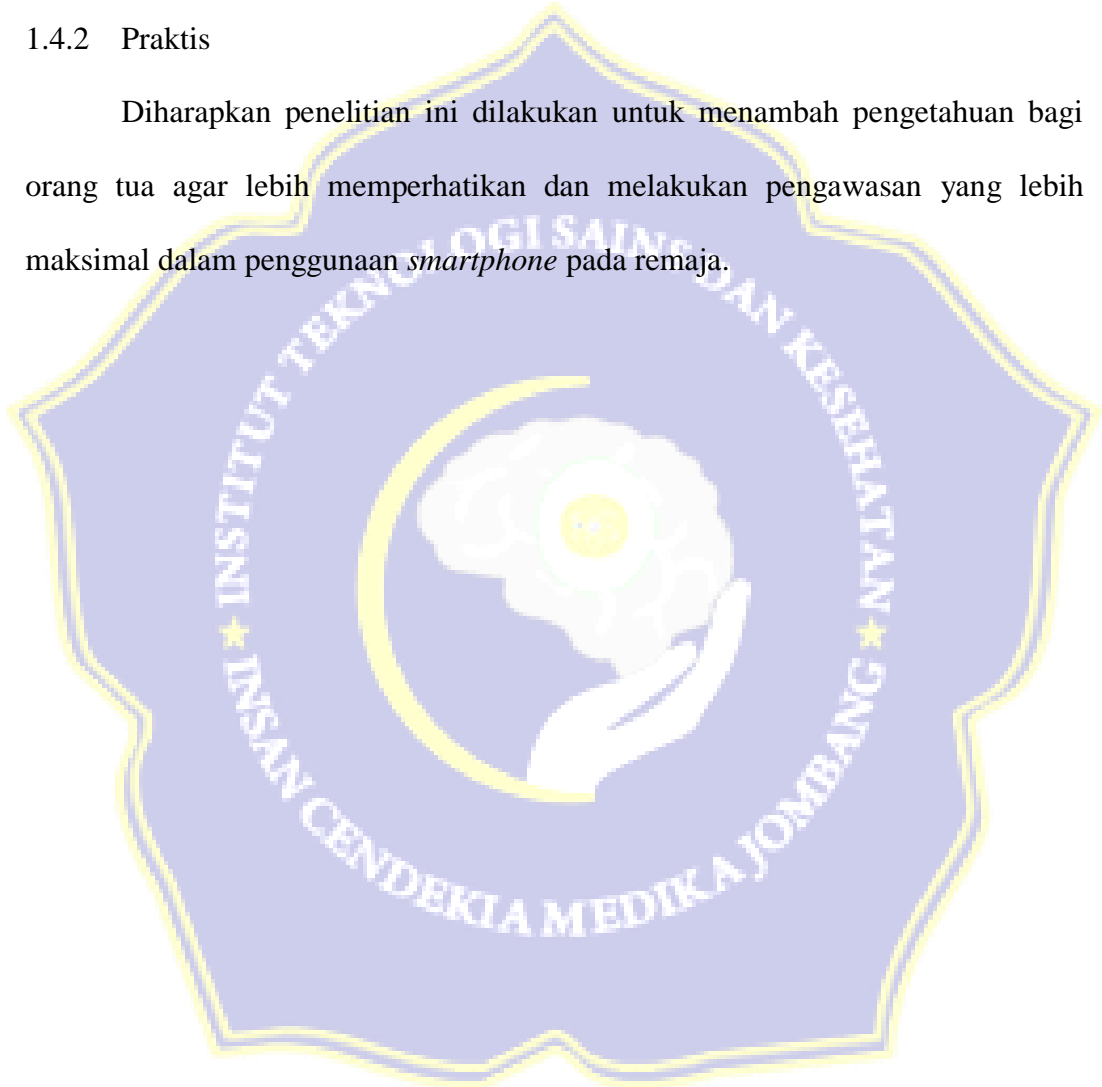 1.4.2 Praktis
Diharapkan penelitian ini dilakukan untuk menambah pengetahuan bagi
orang tua agar lebih memperhatikan dan melakukan pengawasan yang lebih
maksimal dalam penggunaan smartphone pada remaja.
INSTITUT TEKNOLOGI SAINS DAN KESEHATAN
INSAN CENDEKIA MEDIKA JOMBANG